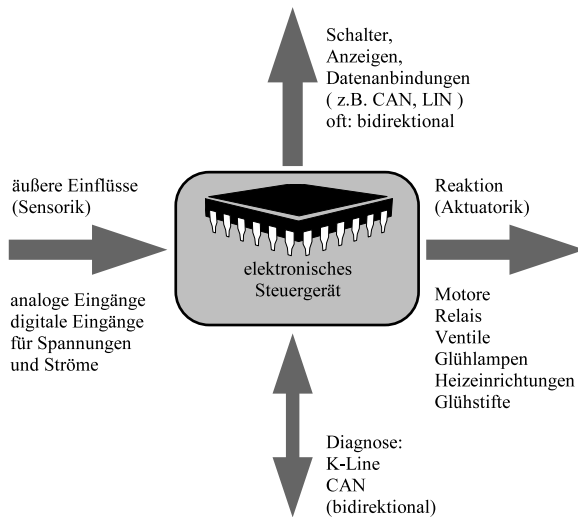 Schalter,
Anzeigen,
Datenanbindungen
( z.B. CAN, LIN )
oft: bidirektional
äußere Einflüsse
(Sensorik)
analoge Eingänge
digitale Eingänge
für Spannungen
und Ströme
elektronisches
Steuergerät
Reaktion
(Aktuatorik)
Motore
Relais
Ventile
Glühlampen
Heizeinrichtungen
Glühstifte
Diagnose:
K-Line
CAN
(bidirektional)